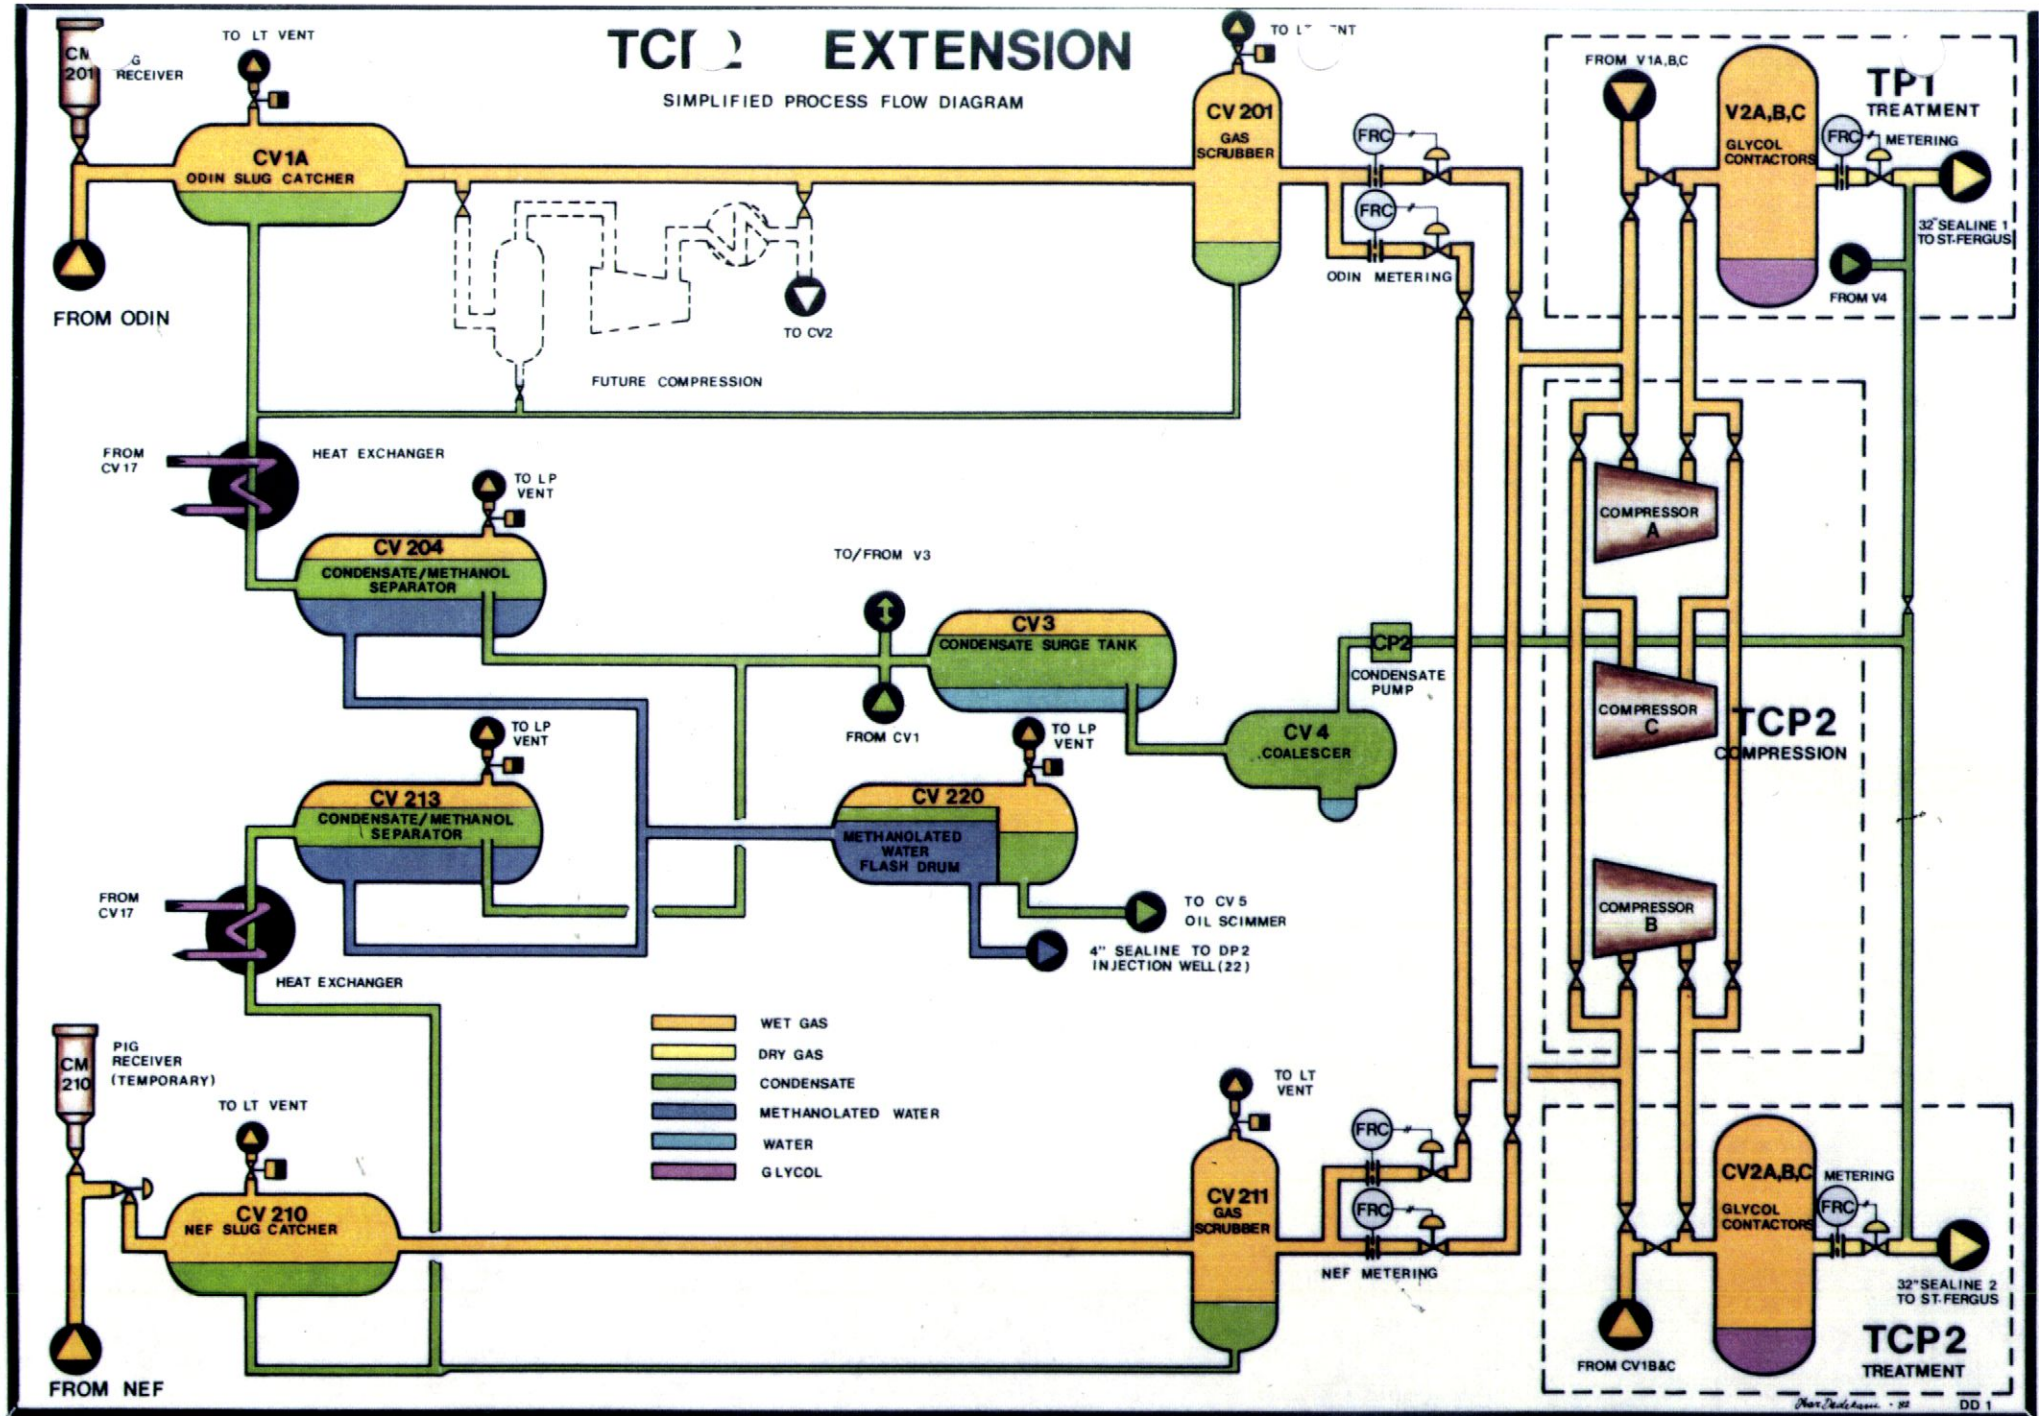 TCP2 EXTENSION
SIMPLIFIED PROCESS FLOW DIAGRAM
CM
201
RECEIVER
TO LT VENT
CV1A
ODIN SLUG CATCHER
FROM ODIN
TO CV2
FUTURE COMPRESSION
CV 201
GAS
SCRUBBER
FRC
FRC
ODIN METERING
FROM V1A,B,C
V2A,B,C
GLYCOL
CONTACTORS
TP1
TREATMENT
FRC
METERING
32" SEALINE 1
TO ST-FERGUS
FROM V4
FROM
CV17
HEAT EXCHANGER
TO LP
VENT
CV 204
CONDENSATE/METHANOL
SEPARATOR
TO/FROM V3
CV3
CONDENSATE SURGE TANK
FROM CV1
CP2
CONDENSATE
PUMP
CV 4
COALESCER
COMPRESSOR
A
COMPRESSOR
C
TCP2
COMPRESSION
COMPRESSOR
B
TO LP
VENT
CV 213
CONDENSATE/METHANOL
SEPARATOR
TO LP
VENT
CV 220
METHANOLATED
WATER
FLASH DRUM
TO CV5
OIL SCIMMER
4" SEALINE TO DP2
INJECTION WELL(22)
FROM
CV17
HEAT EXCHANGER
WET GAS
DRY GAS
CONDENSATE
METHANOLATED WATER
WATER
GLYCOL
CM
210
PIG
RECEIVER
(TEMPORARY)
TO LT VENT
CV 210
NEF SLUG CATCHER
FROM NEF
TO LT
VENT
CV 211
GAS
SCRUBBER
FRC
FRC
NEF METERING
CV2A,B,C
GLYCOL
CONTACTORS
METERING
FRC
32" SEALINE 2
TO ST-FERGUS
FROM CV1B&C
TCP2
TREATMENT
DD 1